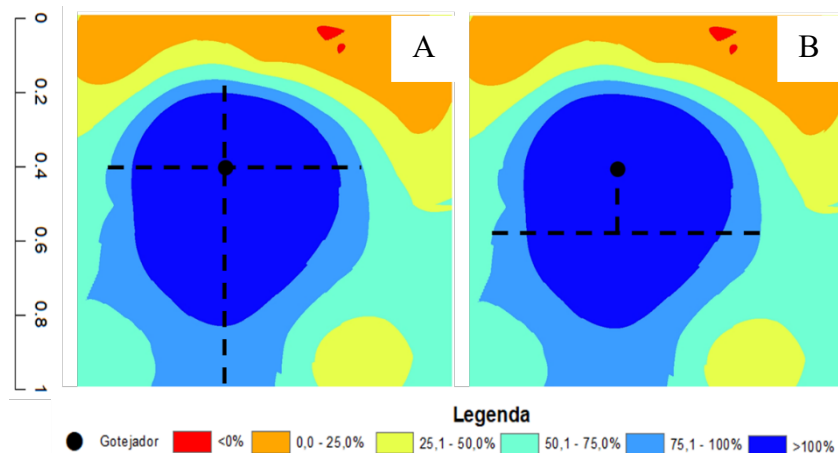 A
B
0
0.2
0.4
0.6
0.8
1
Legenda
Gotejador
<0%
0,0 - 25,0%
25,1 - 50,0%
50,1 - 75,0%
75,1 - 100%
>100%